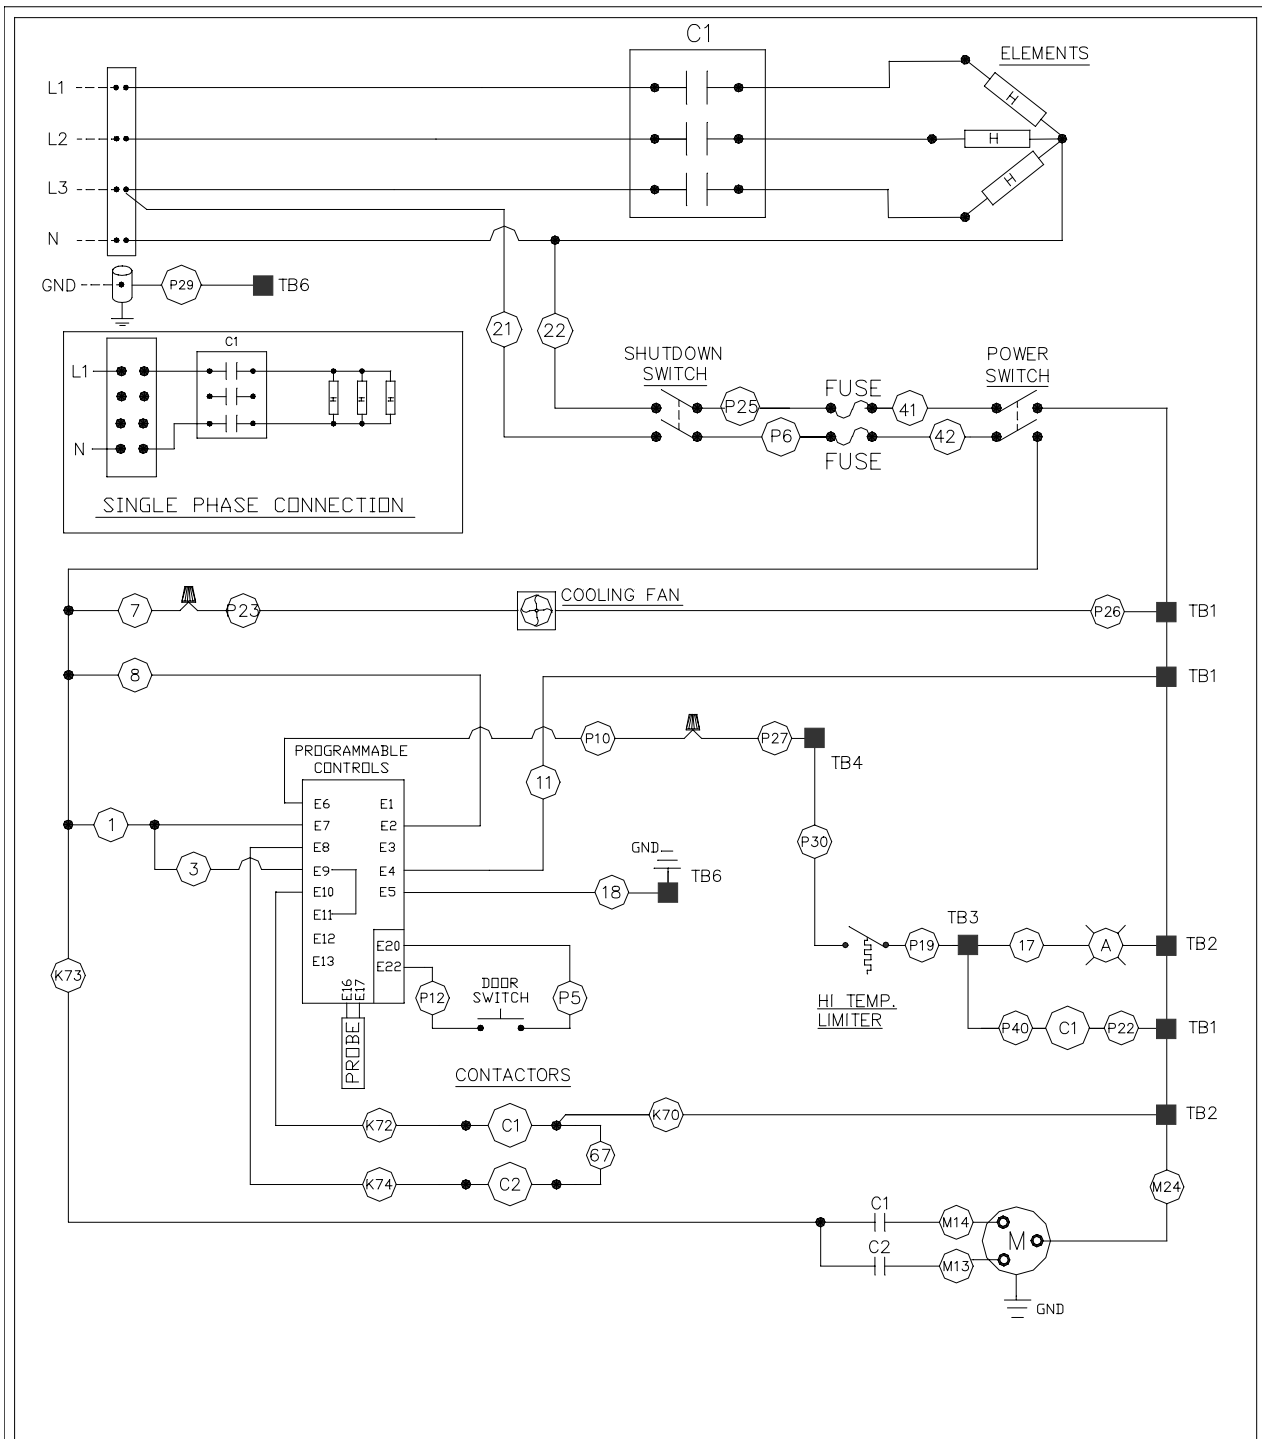 C1
ELEMENTS
L1
H
L2
H
L3
H
N
GND
P29
TB6
21
22
C1
L1
H
H
H
N
SINGLE PHASE CONNECTION
SHUTDOWN
SWITCH
POWER
SWITCH
FUSE
P25
41
P6
42
FUSE
7
P23
COOLING FAN
P26
TB1
8
TB1
P10
P27
TB4
PROGRAMMABLE
CONTROLS
11
E6
E1
1
E7
E2
P30
E8
E3
GND
3
E9
E4
TB6
E10
E5
18
E11
TB3
E12
E20
P19
17
A
TB2
E13
E22
K73
E16
E17
P12
DOOR
SWITCH
P5
HI TEMP.
LIMITER
P40
C1
P22
TB1
PROBE
CONTACTORS
K72
C1
K70
TB2
67
K74
C2
M24
C1
M14
M
C2
M13
GND